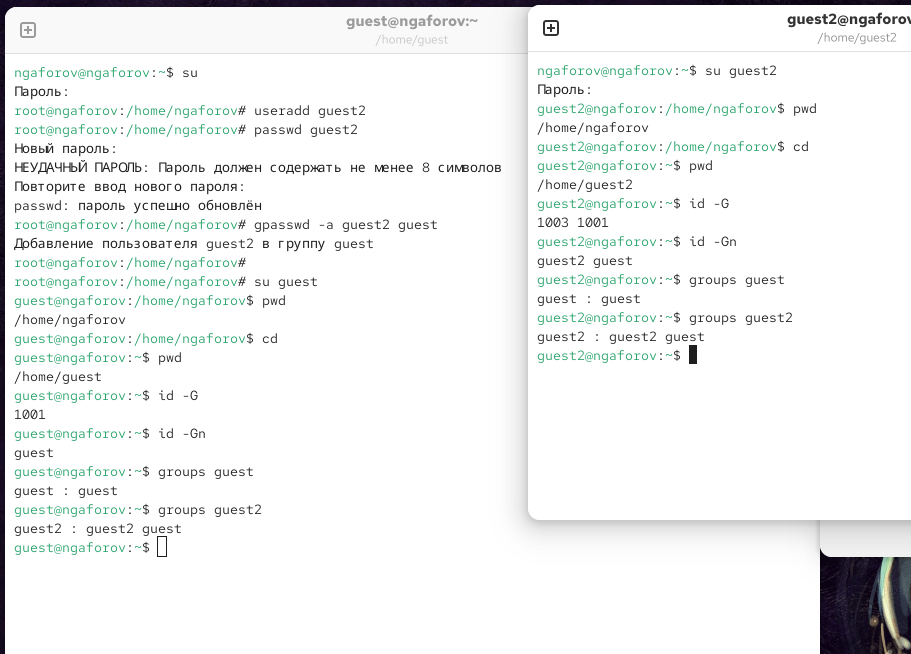 guest@ngaforov:~
/home/guest
ngaforov@ngaforov:~$ su
Пароль:
root@ngaforov:/home/ngaforov# useradd guest2
root@ngaforov:/home/ngaforov# passwd guest2
Новый пароль:
НЕУДАЧНЫЙ ПАРОЛЬ: Пароль должен содержать не менее 8 символов
Повторите ввод нового пароля:
passwd: пароль успешно обновлён
root@ngaforov:/home/ngaforov# gpasswd -a guest2 guest
Добавление пользователя guest2 в группу guest
root@ngaforov:/home/ngaforov#
root@ngaforov:/home/ngaforov# su guest
guest@ngaforov:/home/ngaforov$ pwd
/home/ngaforov
guest@ngaforov:/home/ngaforov$ cd
guest@ngaforov:~$ pwd
/home/guest
guest@ngaforov:~$ id -G
1001
guest@ngaforov:~$ id -Gn
guest
guest@ngaforov:~$ groups guest
guest : guest
guest@ngaforov:~$ groups guest2
guest2 : guest2 guest
guest@ngaforov:~$
guest2@ngaforov
/home/guest2
ngaforov@ngaforov:~$ su guest2
Пароль:
guest2@ngaforov:/home/ngaforov$ pwd
/home/ngaforov
guest2@ngaforov:/home/ngaforov$ cd
guest2@ngaforov:~$ pwd
/home/guest2
guest2@ngaforov:~$ id -G
1003 1001
guest2@ngaforov:~$ id -Gn
guest2 guest
guest2@ngaforov:~$ groups guest
guest : guest
guest2@ngaforov:~$ groups guest2
guest2 : guest2 guest
guest2@ngaforov:~$